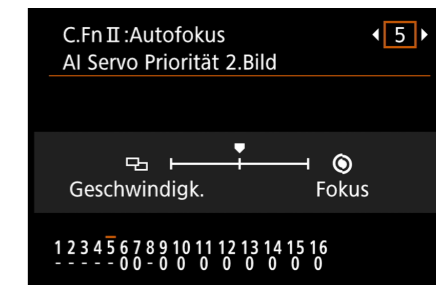 C.Fn II :Autofokus 5
AI Servo Priorität 2.Bild
Geschwindigk. Fokus
1 2 3 4 5 6 7 8 9 10 11 12 13 14 15 16
- - - - - 0 0 - 0 0 0 0 0 0 0 0